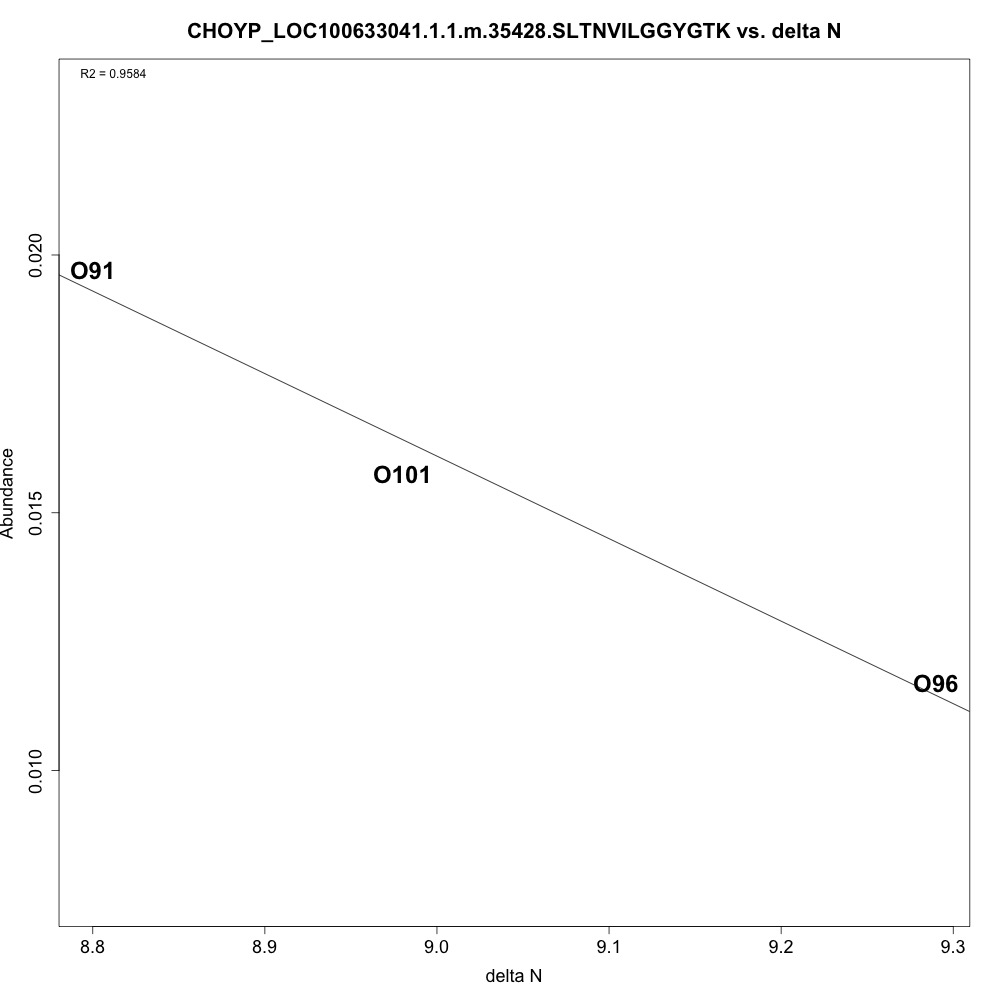 CHOYP_LOC100633041.1.1.m.35428.SLTNVILGGYGTK vs. delta N
R2 = 0.9584
0.020
O91
O101
Abundance
0.015
O96
0.010
8.8 8.9 9.0 9.1 9.2 9.3
delta N